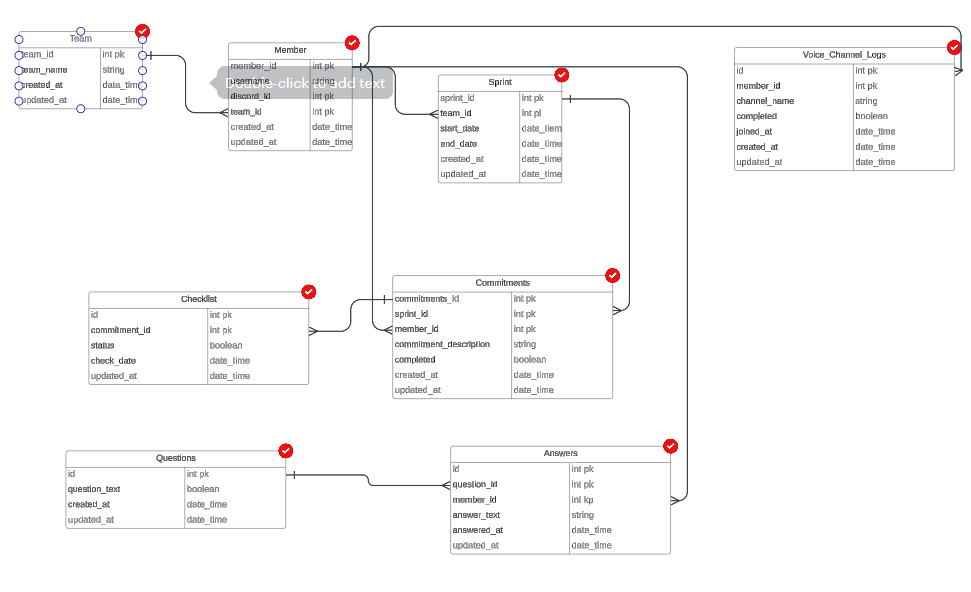 Team
team_id int pk
team_name string
created_at data_time
updated_at date_time
Double-click to add text
Member
member_id int pk
username string
discord_id int pk
team_id int pk
created_at date_time
updated_at date_time
Sprint
sprint_id int pk
team_id int pl
start_date date_tiem
end_date date_time
created_at date_time
updated_at date_time
Voice_Channel_Logs
id int pk
member_id int pk
channel_name string
completed boolean
joined_at date_time
created_at date_time
updated_at date_time
Checklist
id int pk
commitment_id int pk
status boolean
check_date date_time
updated_at date_time
Commitments
commitments_id int pk
sprint_id int pk
member_id int pk
commitment_description string
completed boolean
created_at date_time
updated_at date_time
Questions
id int pk
question_text boolean
created_at date_time
updated_at date_time
Answers
id int pk
question_id int pk
member_id int kp
answer_text string
answered_at date_time
updated_at date_time